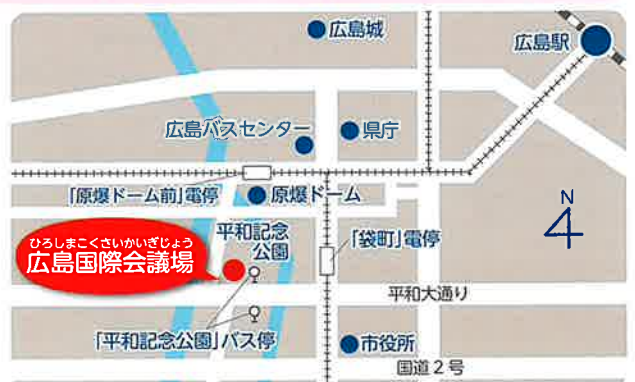 広島城
広島駅
広島バスセンター
県庁
「原爆ドーム前」電停
原爆ドーム
N
平和記念
公園
「袋町」電停
ひろしまこくさいかいぎじょう
広島国際会議場
平和大通り
「平和記念公園」バス停
市役所
国道2号